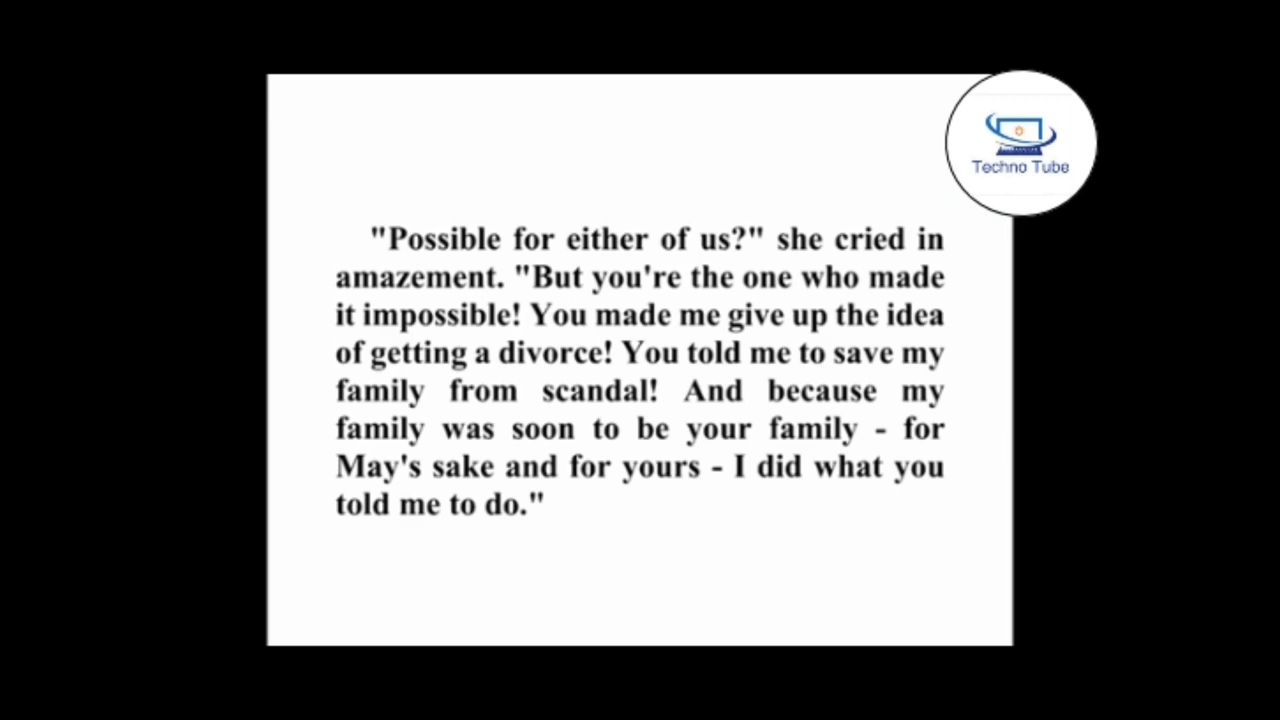 Techno Tube
"Possible for either of us?" she cried in
amazement. "But you're the one who made
it impossible! You made me give up the idea
of getting a divorce! You told me to save my
family from scandal! And because my
family was soon to be your family - for
May's sake and for yours - I did what you
told me to do."